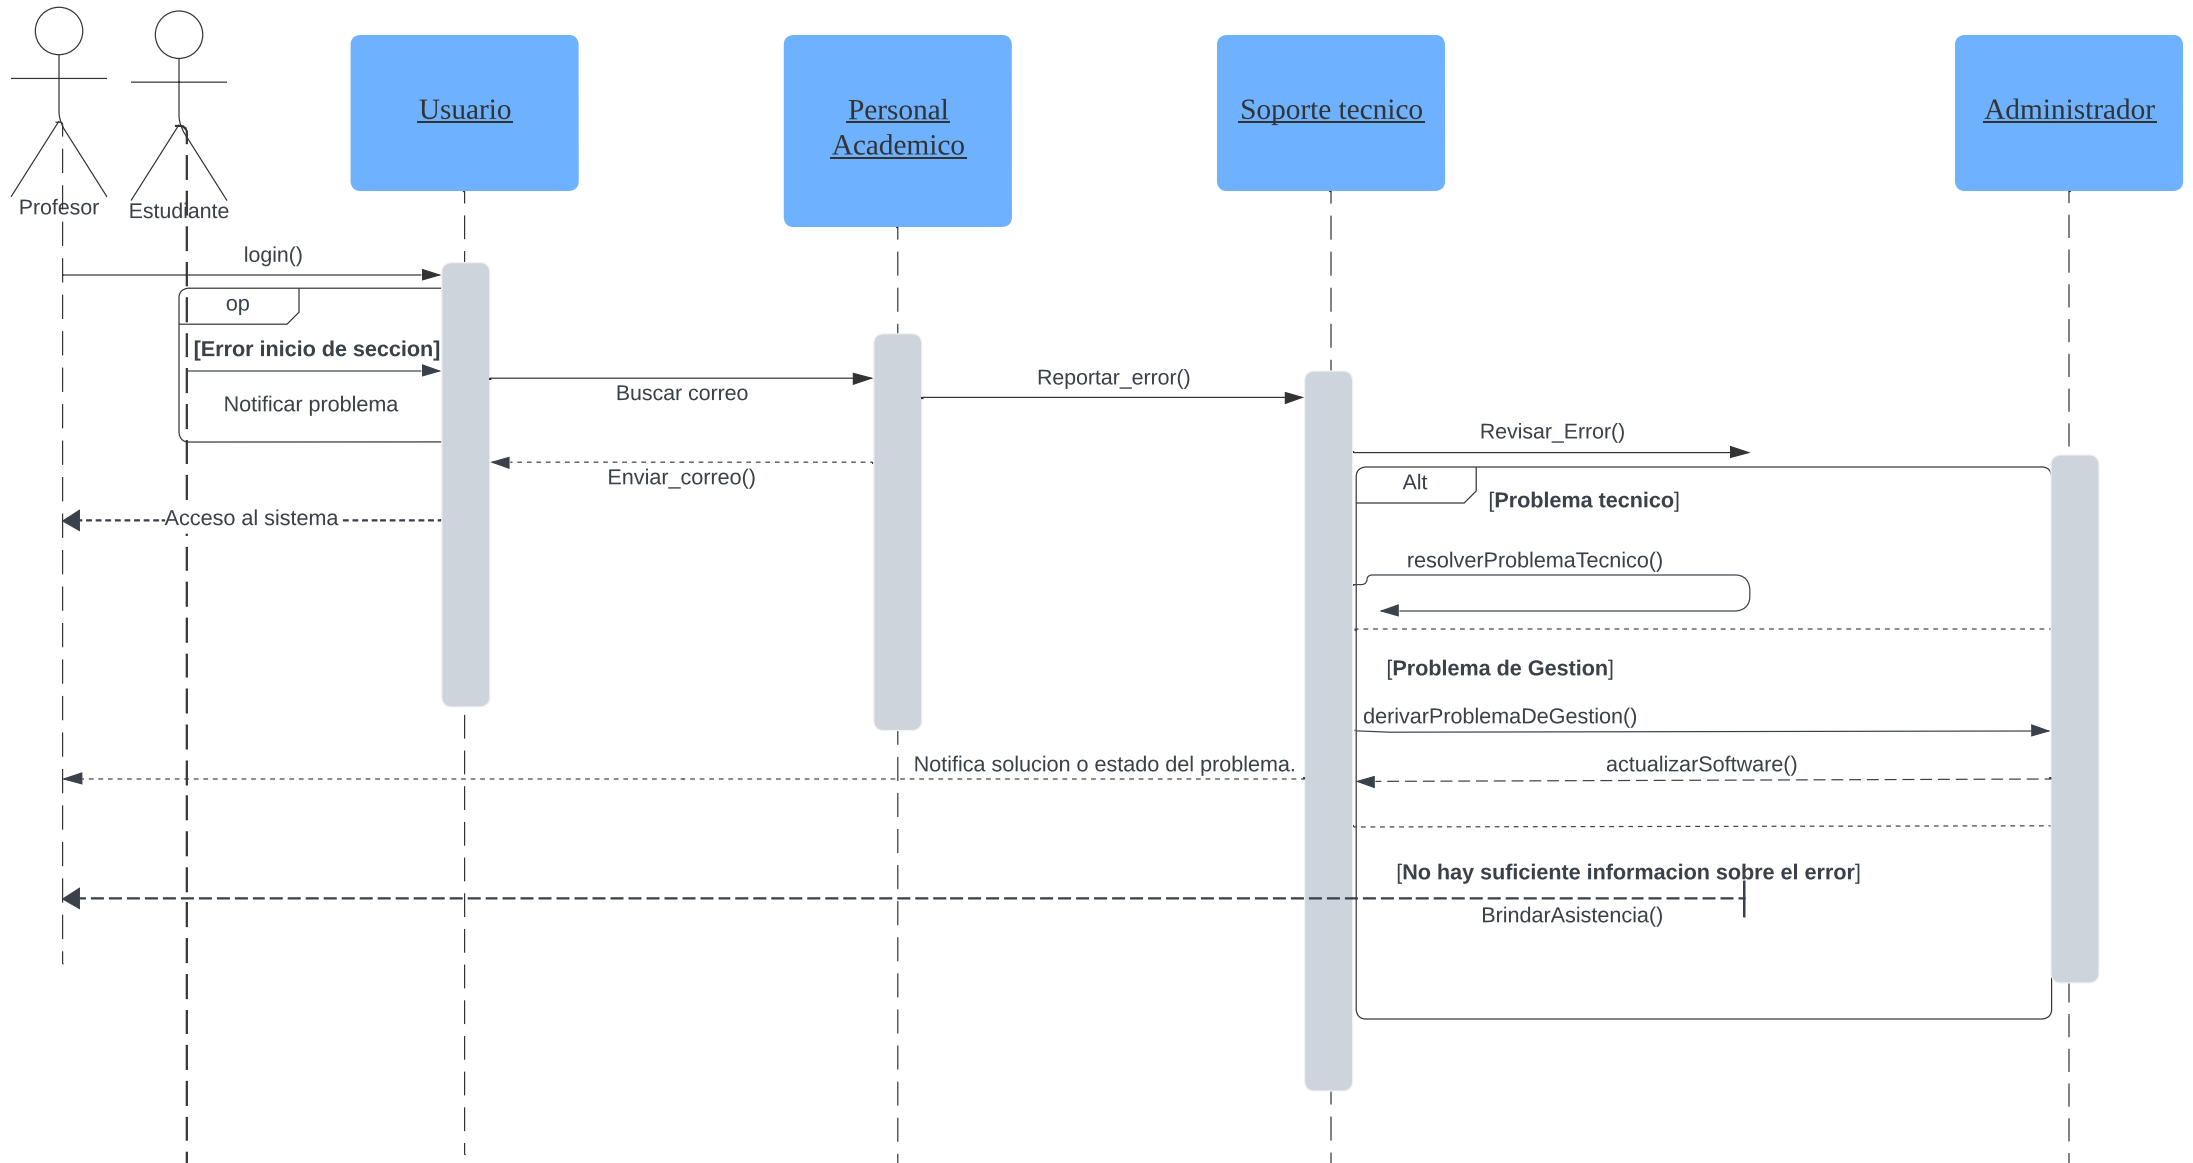 Profesor
Estudiante
Usuario
Personal
Academico
Soporte tecnico
Administrador
login()
op
[Error inicio de seccion]
Notificar problema
Buscar correo
Reportar_error()
Revisar_Error()
Enviar_correo()
Alt
[Problema tecnico]
Acceso al sistema
resolverProblemaTecnico()
[Problema de Gestion]
derivarProblemaDeGestion()
Notifica solucion o estado del problema.
actualizarSoftware()
[No hay suficiente informacion sobre el error]
BrindarAsistencia()